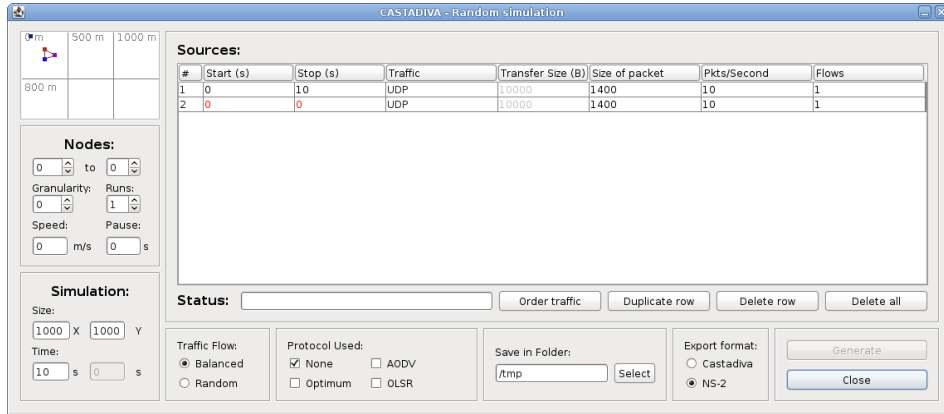 CASTADIVA - Random simulation
0 m 500 m 1000 m
800 m
Nodes:
0 to 0
Granularity: Runs:
0 1
Speed: Pause:
0 m/s 0 s
Simulation:
Size:
1000 X 1000 Y
Time:
10 s 0 s
Sources:
# Start (s) Stop (s) Traffic Transfer Size (B) Size of packet Pkts/Second Flows
1 0 10 UDP 10000 1400 10 1
2 0 0 UDP 10000 1400 10 1
Status: Order traffic Duplicate row Delete row Delete all
Traffic Flow:
Balanced
Random
Protocol Used:
None AODV
Optimum OLSR
Save in Folder:
/tmp Select
Export format:
Castadiva
NS-2
Generate
Close